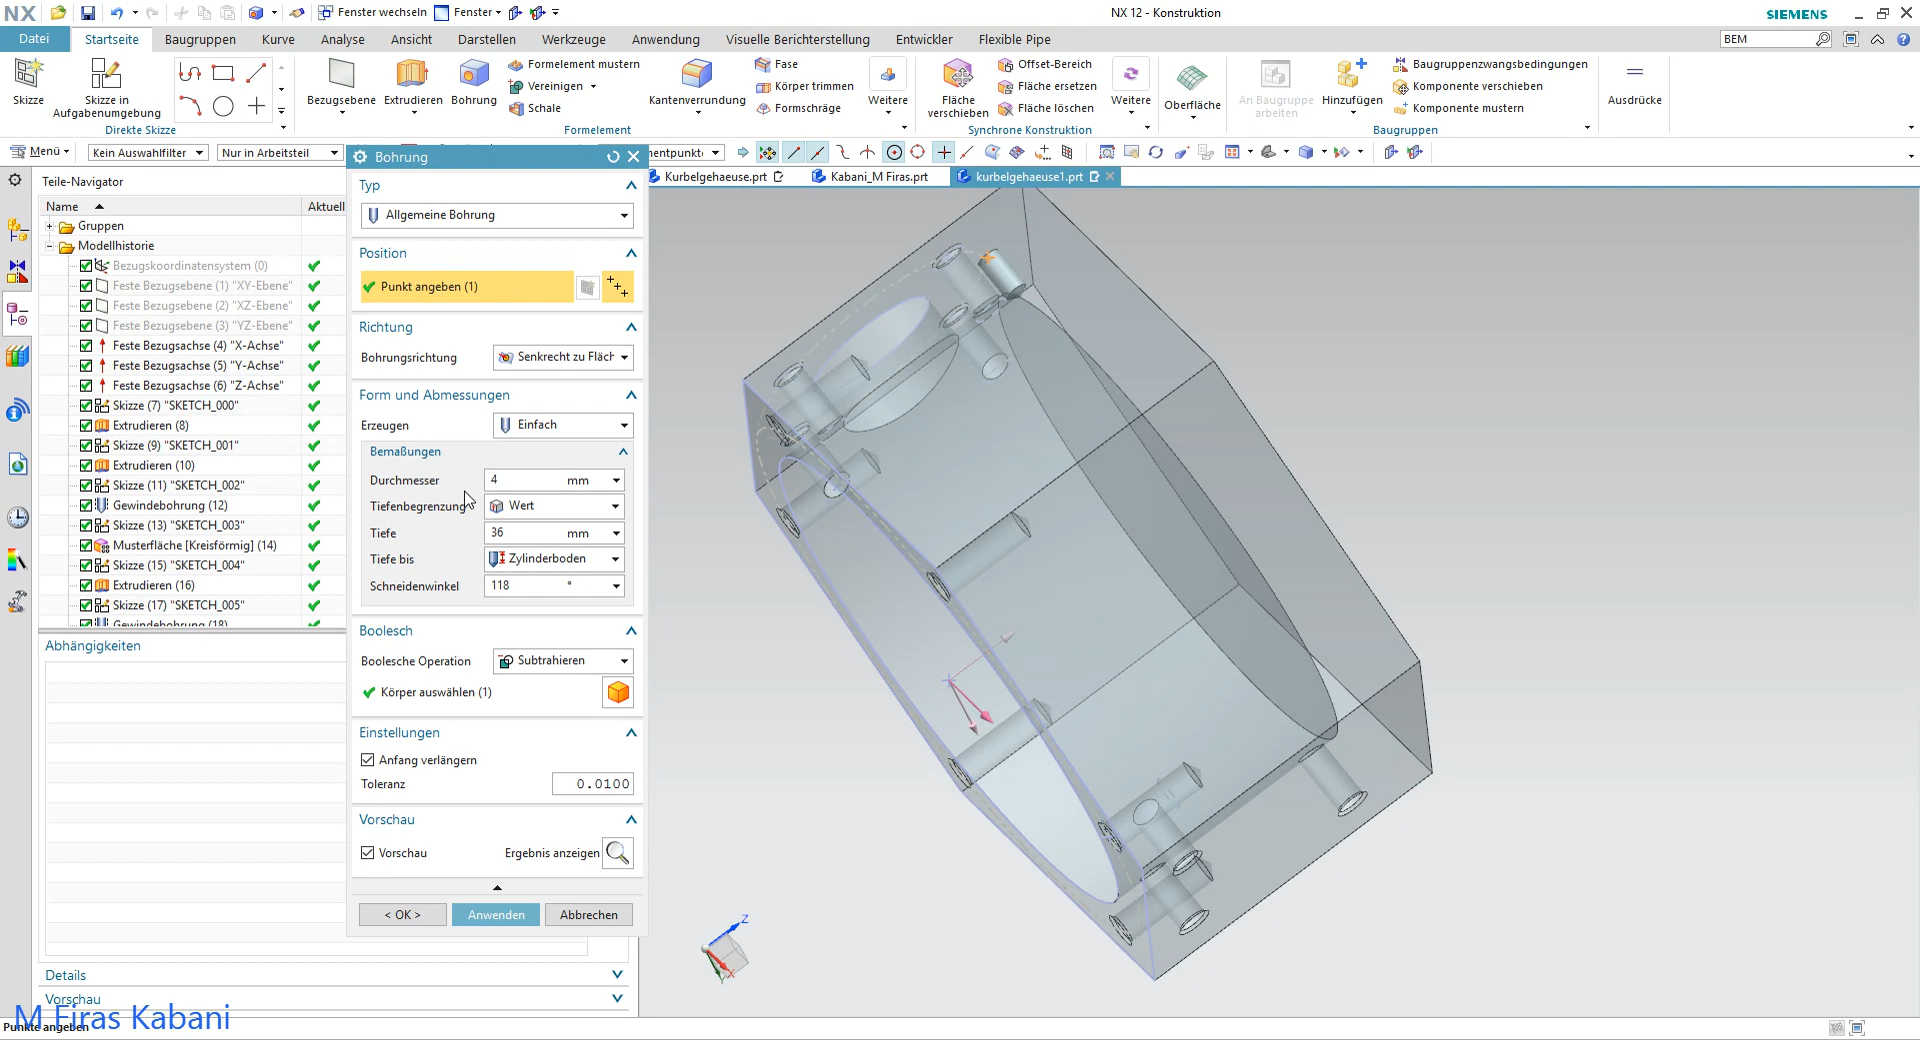 NX Fenster wechseln Fenster NX 12 - Konstruktion SIEMENS
Datei Startseite Baugruppen Kurve Analyse Ansicht Darstellen Werkzeuge Anwendung Visuelle Berichterstellung Entwickler Flexible Pipe BEM
Skizze
Skizze in Aufgabenumgebung
Direkte Skizze
Bezugsebene
Extrudieren
Bohrung
Formelement mustern
Vereinigen
Schale
Kantenverrundung
Fase
Körper trimmen
Formschräge
Weitere
Formelement
Fläche verschieben
Offset-Bereich
Fläche ersetzen
Fläche löschen
Weitere
Synchrone Konstruktion
Oberfläche
An Baugruppe arbeiten
Hinzufügen
Baugruppenzwangsbedingungen
Komponente verschieben
Komponente mustern
Baugruppen
Ausdrücke
Menü Kein Auswahlfilter Nur in Arbeitsteil
Kurbelgehaeuse.prt Kabani_M Firas.prt kurbelgehaeuse1.prt
Teile-Navigator
Name Aktuell
Gruppen
Modellhistorie
Bezugskoordinatensystem (0)
Feste Bezugsebene (1) "XY-Ebene"
Feste Bezugsebene (2) "XZ-Ebene"
Feste Bezugsebene (3) "YZ-Ebene"
Feste Bezugsachse (4) "X-Achse"
Feste Bezugsachse (5) "Y-Achse"
Feste Bezugsachse (6) "Z-Achse"
Skizze (7) "SKETCH_000"
Extrudieren (8)
Skizze (9) "SKETCH_001"
Extrudieren (10)
Skizze (11) "SKETCH_002"
Gewindebohrung (12)
Skizze (13) "SKETCH_003"
Musterfläche [Kreisförmig] (14)
Skizze (15) "SKETCH_004"
Extrudieren (16)
Skizze (17) "SKETCH_005"
Gewindebohrung (18)
Abhängigkeiten
Details
Vorschau
M Firas Kabani
Punkte angeben
Bohrung
Typ
Allgemeine Bohrung
Position
Punkt angeben (1)
Richtung
Bohrungsrichtung Senkrecht zu Fläch
Form und Abmessungen
Erzeugen Einfach
Bemaßungen
Durchmesser 4 mm
Tiefenbegrenzung Wert
Tiefe 36 mm
Tiefe bis Zylinderboden
Schneidenwinkel 118 °
Boolesch
Boolesche Operation Subtrahieren
Körper auswählen (1)
Einstellungen
Anfang verlängern
Toleranz 0.0100
Vorschau
Vorschau Ergebnis anzeigen
< OK > Anwenden Abbrechen
Z
X